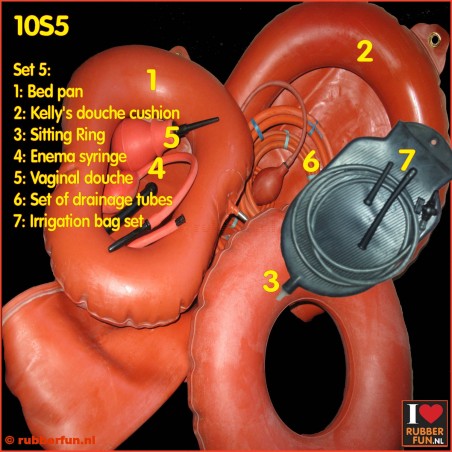 10S5
Set 5:
1: Bed pan
2: Kelly's douche cushion
3: Sitting Ring
4: Enema syringe
5: Vaginal douche
6: Set of drainage tubes
7: Irrigation bag set
1
2
5
4
6
7
3
I
RUBBER
FUN.NL
© rubberfun.nl